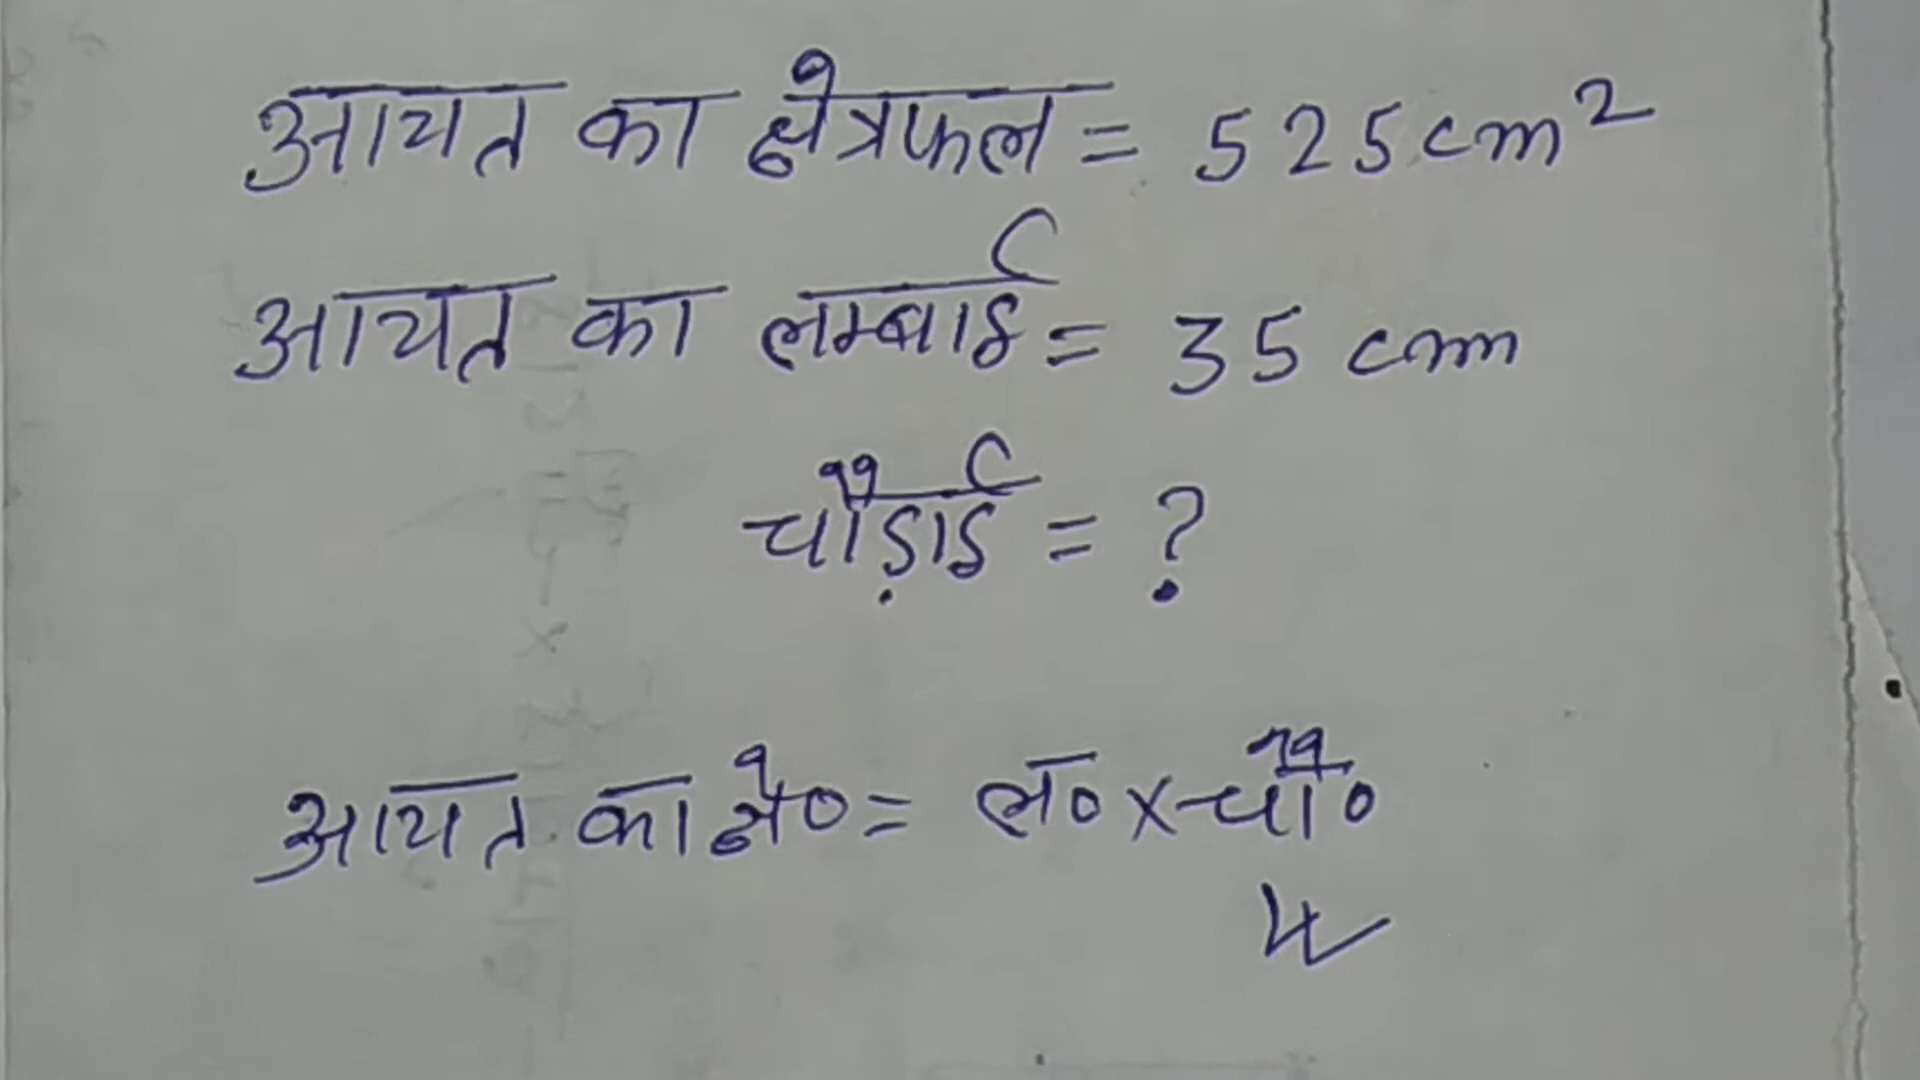 आयत का क्षेत्रफल = 525 cm²
आयत का लम्बाई = 35 cm
चौड़ाई = ?
आयत का क्षे० = ल० × चौ०